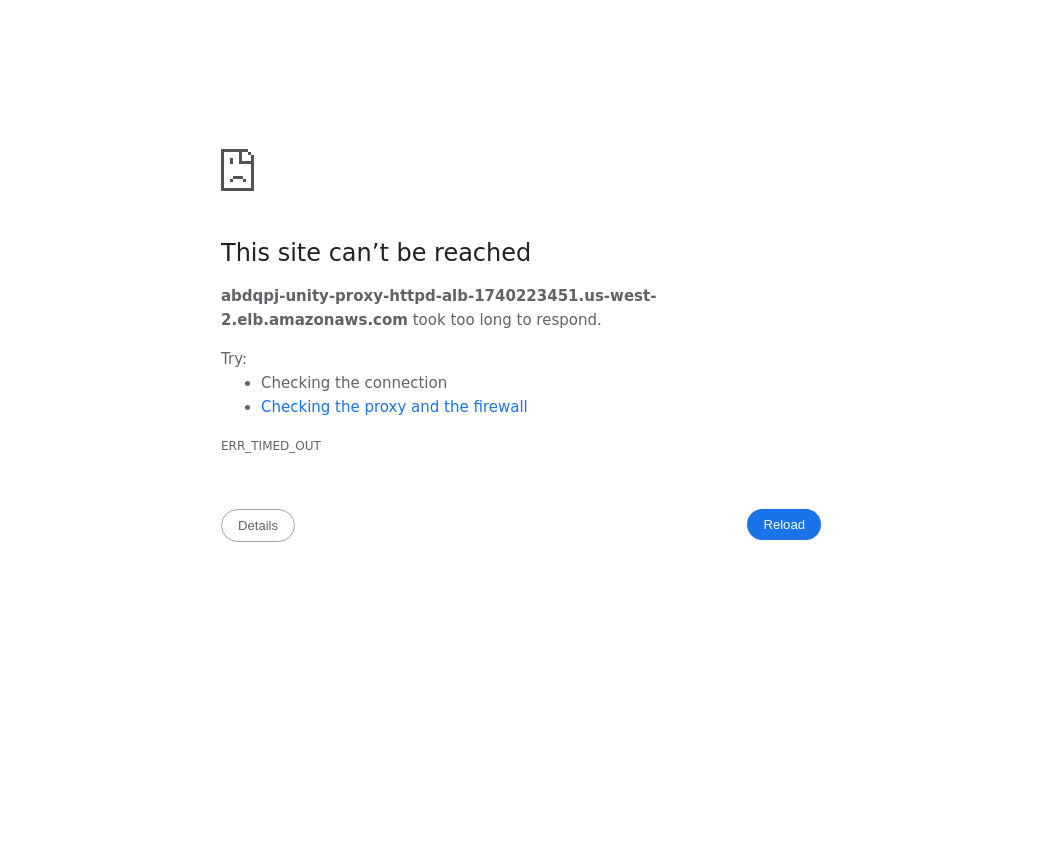 This site can’t be reached
abdqpj-unity-proxy-httpd-alb-1740223451.us-west-
2.elb.amazonaws.com took too long to respond.
Try:
Checking the connection
Checking the proxy and the firewall
ERR_TIMED_OUT
Details
Reload